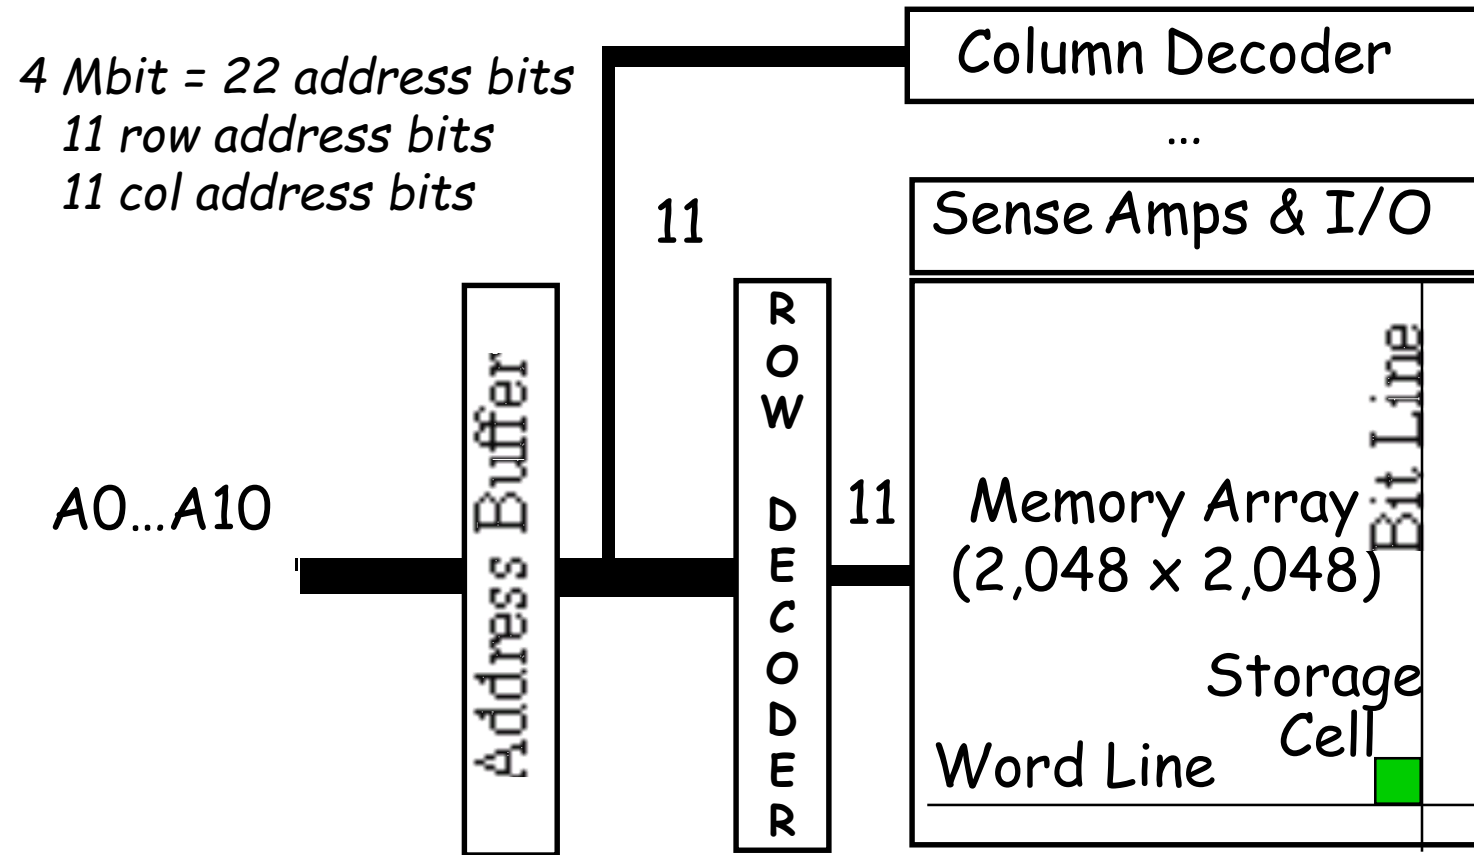 4 Mbit = 22 address bits
11 row address bits
11 col address bits
Column Decoder
...
11
Sense Amps & I/O
ROW DECODER
Address Buffer
Bit Line
A0...A10
11
Memory Array
(2,048 x 2,048)
Storage
Cell
Word Line